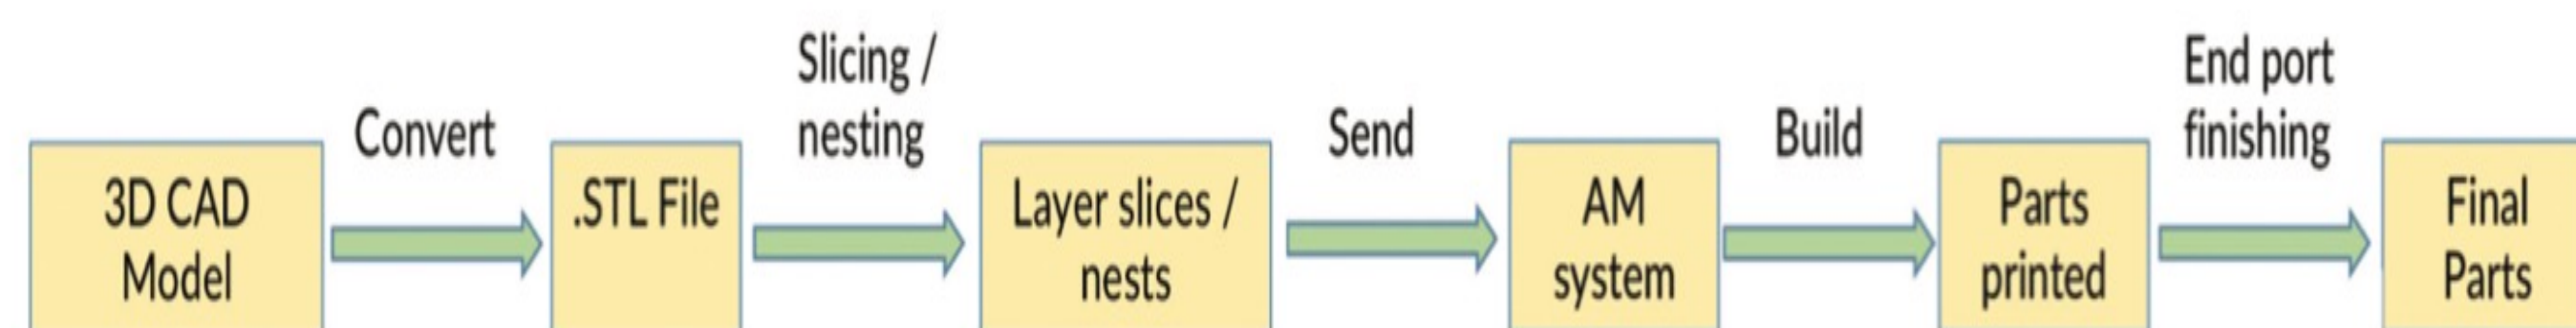 3D CAD
Model
Convert
.STL File
Slicing /
nesting
Layer slices /
nests
Send
AM
system
Build
Parts
printed
End port
finishing
Final
Parts